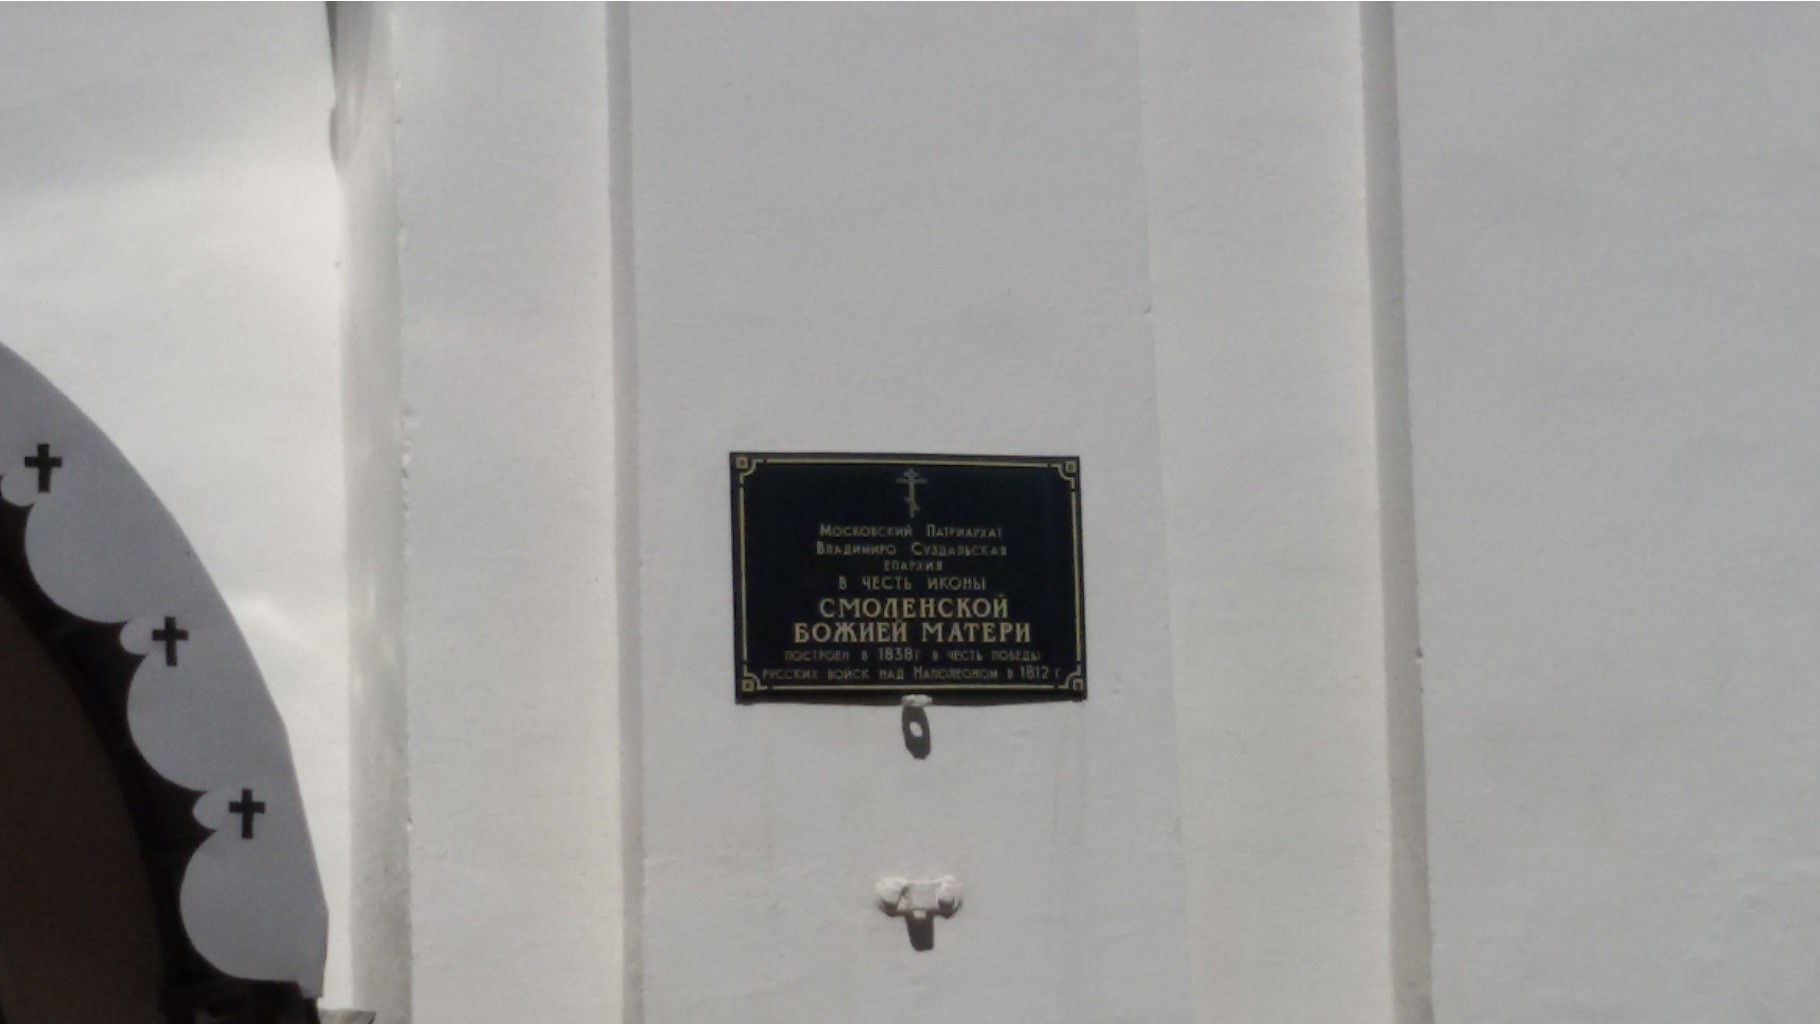 Московский Патриархат
Владимиро Суздальская
епархия
в честь иконы
СМОЛЕНСКОЙ
БОЖИЕЙ МАТЕРИ
построен в 1838г в честь победы
русских войск над Наполеоном в 1812 г